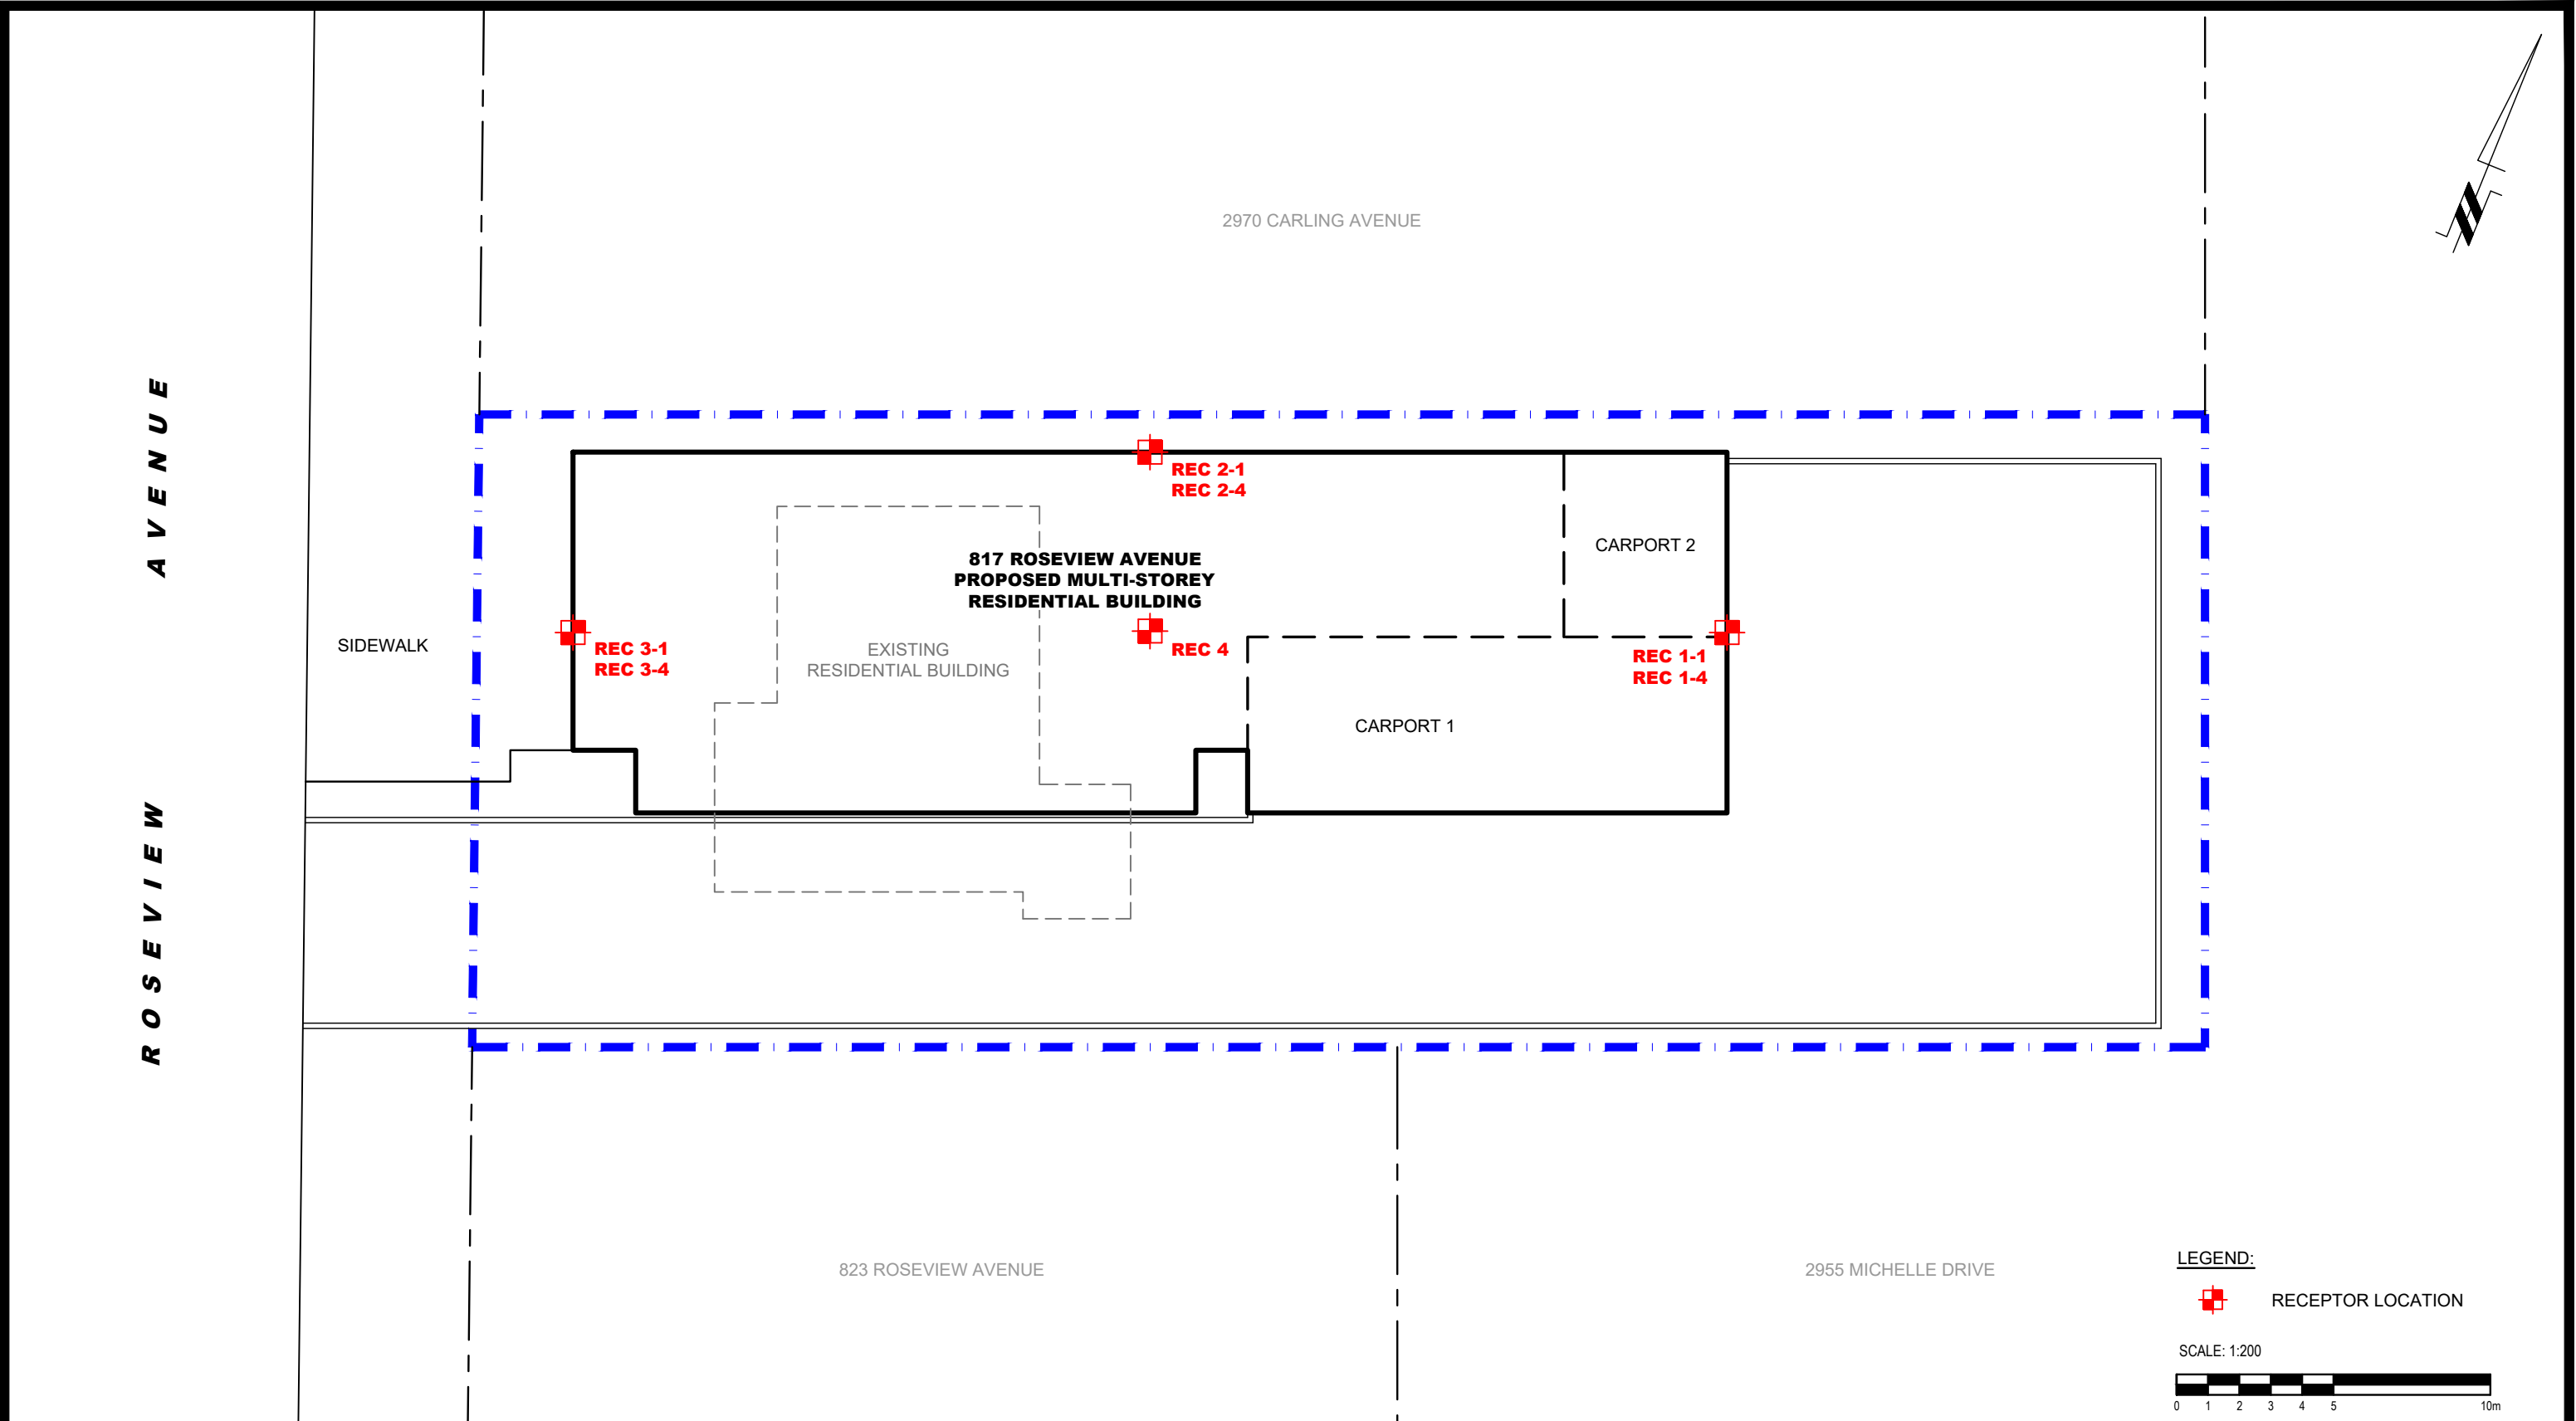 2970 CARLING AVENUE
ROSEVIEW AVENUE
REC 2-1
REC 2-4
CARPORT 2
817 ROSEVIEW AVENUE
PROPOSED MULTI-STOREY
RESIDENTIAL BUILDING
SIDEWALK
REC 3-1
REC 3-4
EXISTING
RESIDENTIAL BUILDING
REC 4
REC 1-1
REC 1-4
CARPORT 1
823 ROSEVIEW AVENUE
2955 MICHELLE DRIVE
LEGEND:
RECEPTOR LOCATION
SCALE: 1:200
0 1 2 3 4 5 10m
N